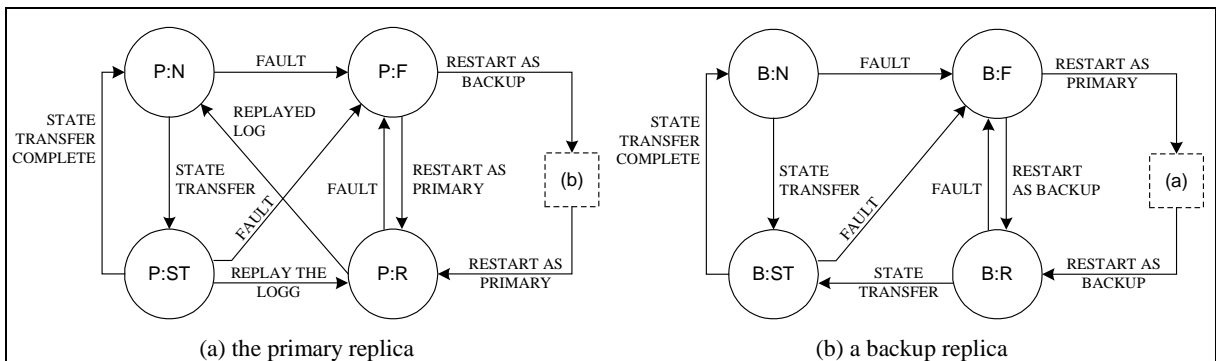 P:N
FAULT
P:F
RESTART AS
BACKUP
STATE
TRANSFER
COMPLETE
REPLAYED
LOG
STATE
TRANSFER
FAULT
FAULT
RESTART AS
PRIMARY
(b)
P:ST
REPLAY THE
LOGG
P:R
RESTART AS
PRIMARY
(a) the primary replica
B:N
FAULT
B:F
RESTART AS
PRIMARY
STATE
TRANSFER
COMPLETE
STATE
TRANSFER
FAULT
FAULT
RESTART
AS BACKUP
(a)
B:ST
STATE
TRANSFER
B:R
RESTART AS
BACKUP
(b) a backup replica